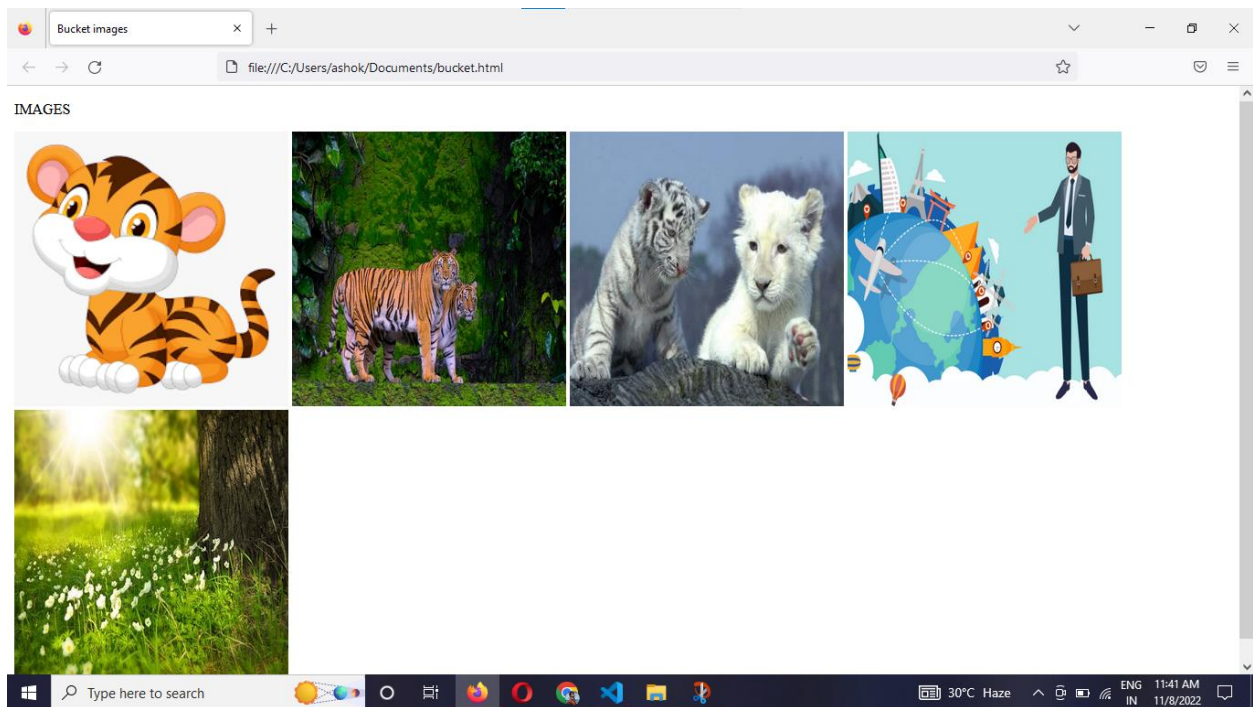 Bucket images
file:///C:/Users/ashok/Documents/bucket.html
IMAGES
Type here to search
30°C Haze
ENG
IN
11:41 AM
11/8/2022